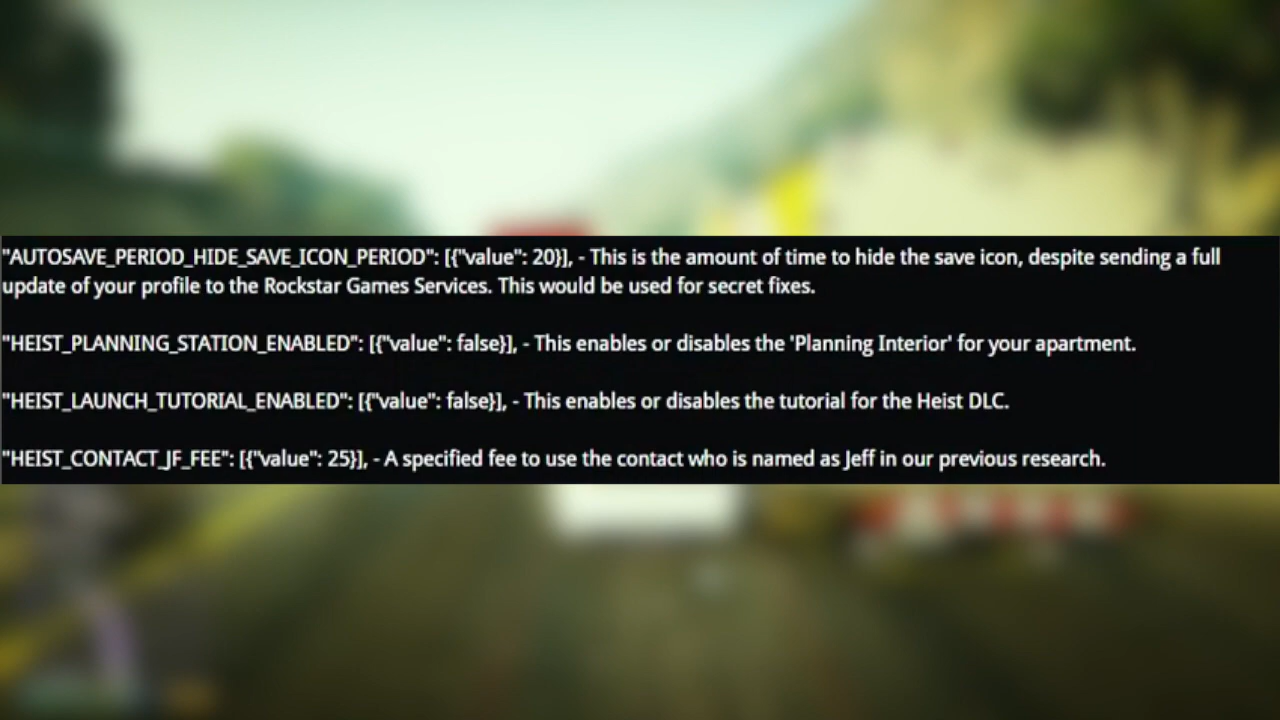 "AUTOSAVE_PERIOD_HIDE_SAVE_ICON_PERIOD": [{"value": 20}], - This is the amount of time to hide the save icon, despite sending a full
update of your profile to the Rockstar Games Services. This would be used for secret fixes.
"HEIST_PLANNING_STATION_ENABLED": [{"value": false}], - This enables or disables the 'Planning Interior' for your apartment.
"HEIST_LAUNCH_TUTORIAL_ENABLED": [{"value": false}], - This enables or disables the tutorial for the Heist DLC.
"HEIST_CONTACT_JF_FEE": [{"value": 25}], - A specified fee to use the contact who is named as Jeff in our previous research.